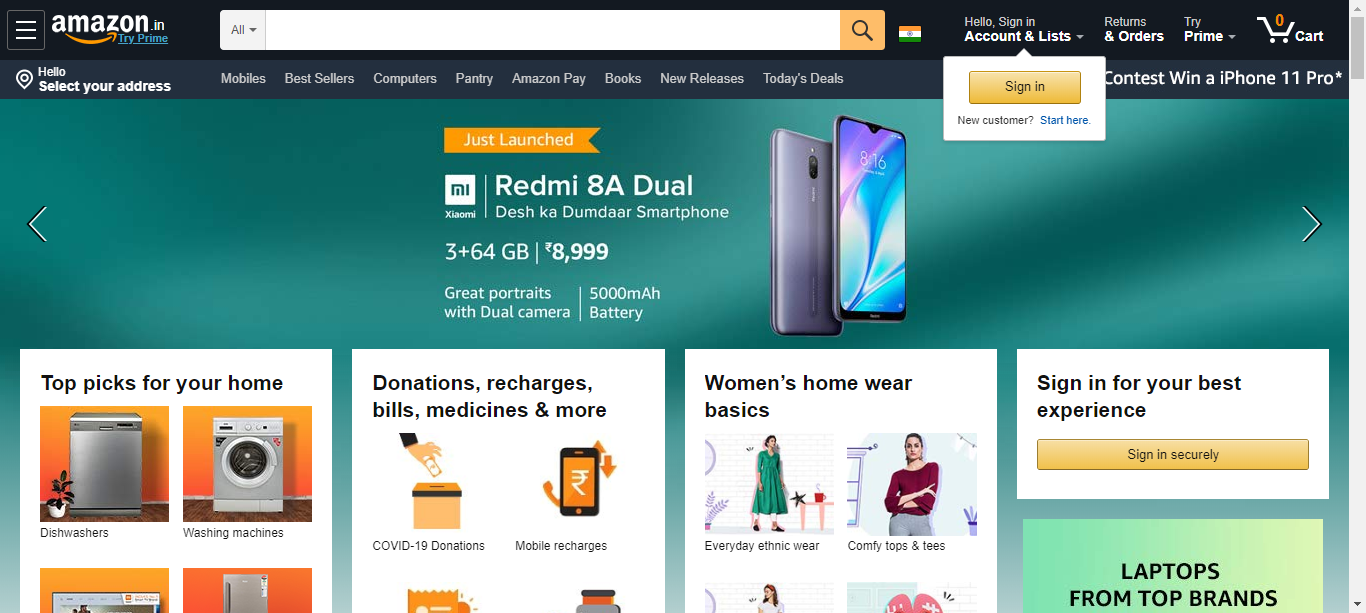 amazon.in
Try Prime
All
Hello, Sign in
Account & Lists
Returns
& Orders
Try
Prime
0
Cart
Hello
Select your address
Mobiles
Best Sellers
Computers
Pantry
Amazon Pay
Books
New Releases
Today's Deals
Contest Win a iPhone 11 Pro*
Sign in
New customer? Start here.
Just Launched
mi
Xiaomi
Redmi 8A Dual
Desh ka Dumdaar Smartphone
3+64 GB | ₹8,999
Great portraits
with Dual camera
5000mAh
Battery
8:16
Top picks for your home
Dishwashers
Washing machines
Donations, recharges,
bills, medicines & more
COVID-19 Donations
Mobile recharges
Women’s home wear
basics
Everyday ethnic wear
Comfy tops & tees
Sign in for your best
experience
Sign in securely
LAPTOPS
FROM TOP BRANDS